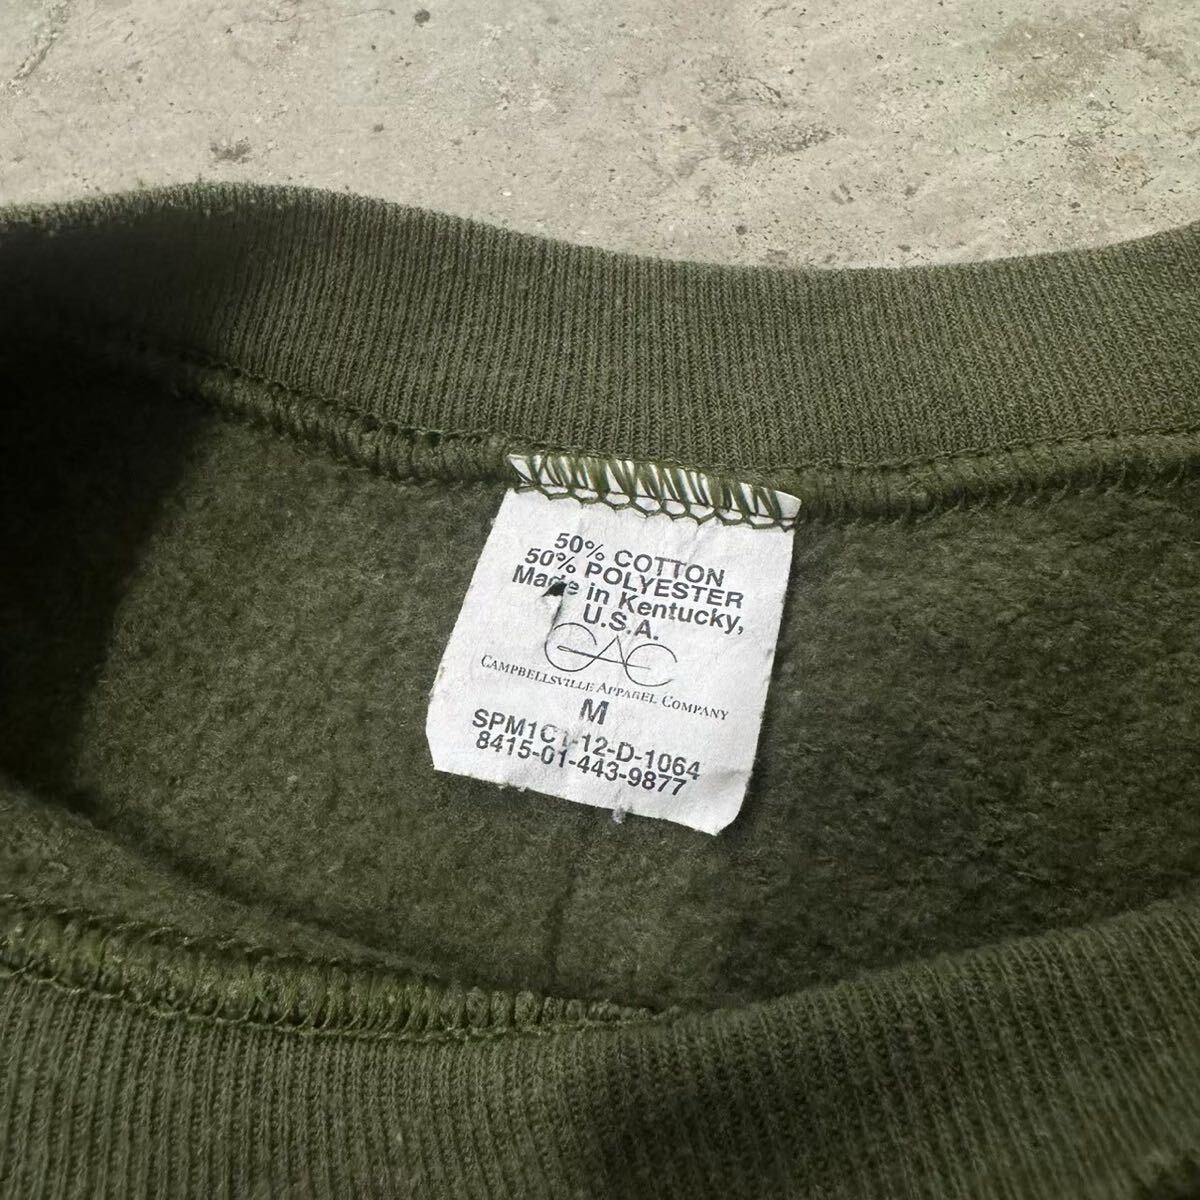 50% COTTON
50% POLYESTER
Made in Kentucky,
U.S.A.
CAC
CAMPBELLSVILLE APPAREL COMPANY
M
SPM1C1-12-D-1064
8415-01-443-9877